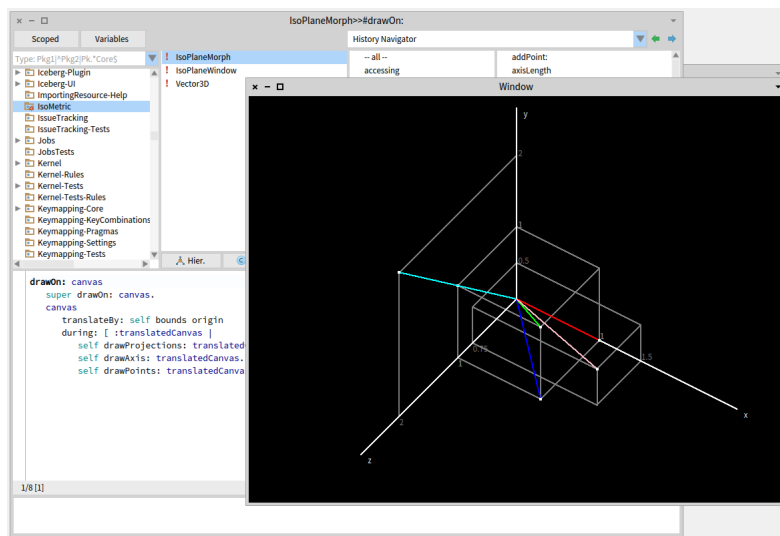 IsoPlaneMorph>>#drawOn:
Scoped
Variables
History Navigator
Type: Pkg1|^Pkg2|Pk.*Core$
Iceberg-Plugin
Iceberg-UI
ImportingResource-Help
IsoMetric
IssueTracking
IssueTracking-Tests
Jobs
JobsTests
Kernel
Kernel-Rules
Kernel-Tests
Kernel-Tests-Rules
Keymapping-Core
Keymapping-KeyCombinations
Keymapping-Pragmas
Keymapping-Settings
Keymapping-Tests
! IsoPlaneMorph
! IsoPlaneWindow
! Vector3D
-- all --
accessing
addPoint:
axisLength
Hier.
C
drawOn: canvas
super drawOn: canvas.
canvas
translateBy: self bounds origin
during: [ :translatedCanvas |
self drawProjections: translated
self drawAxis: translatedCanvas.
self drawPoints: translatedCanva
1/8 [1]
Window
y
2
1
0.5
0.75
1
1
1.5
2
x
z